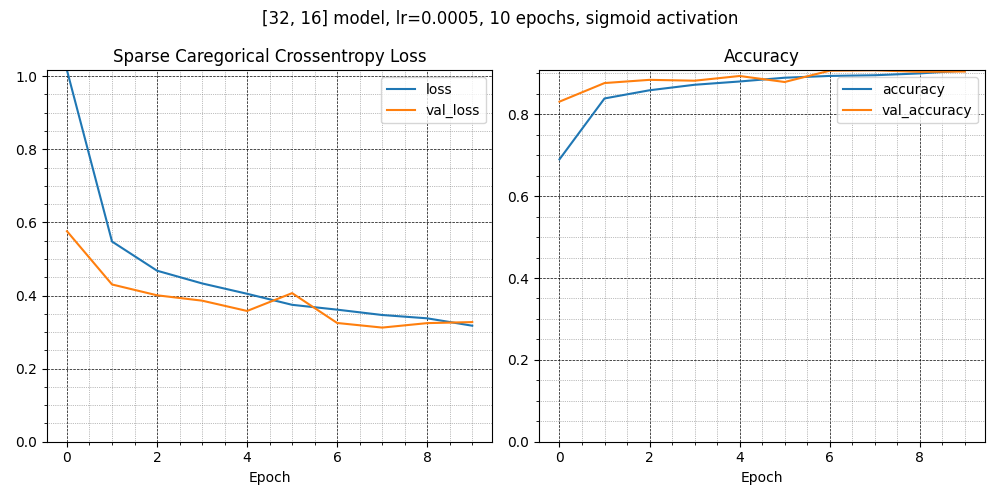 [32, 16] model, lr=0.0005, 10 epochs, sigmoid activation
Sparse Caregorical Crossentropy Loss
1.0
0.8
0.6
0.4
0.2
0.0
0 2 4 6 8
Epoch
loss
val_loss
Accuracy
0.8
0.6
0.4
0.2
0.0
0 2 4 6 8
Epoch
accuracy
val_accuracy